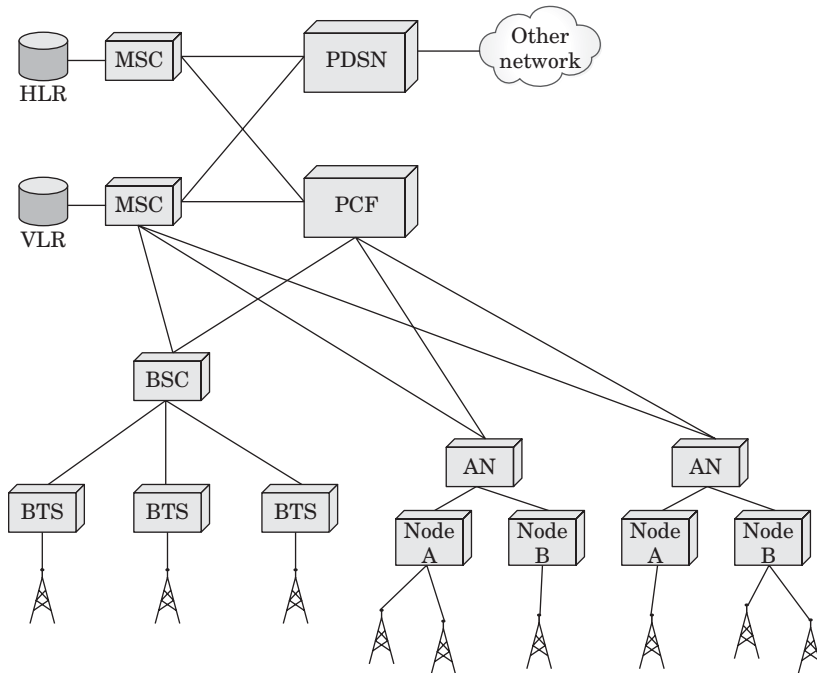 MSC
PDSN
Other
network
HLR
MSC
PCF
VLR
BSC
AN
AN
BTS
BTS
BTS
Node
A
Node
B
Node
A
Node
B